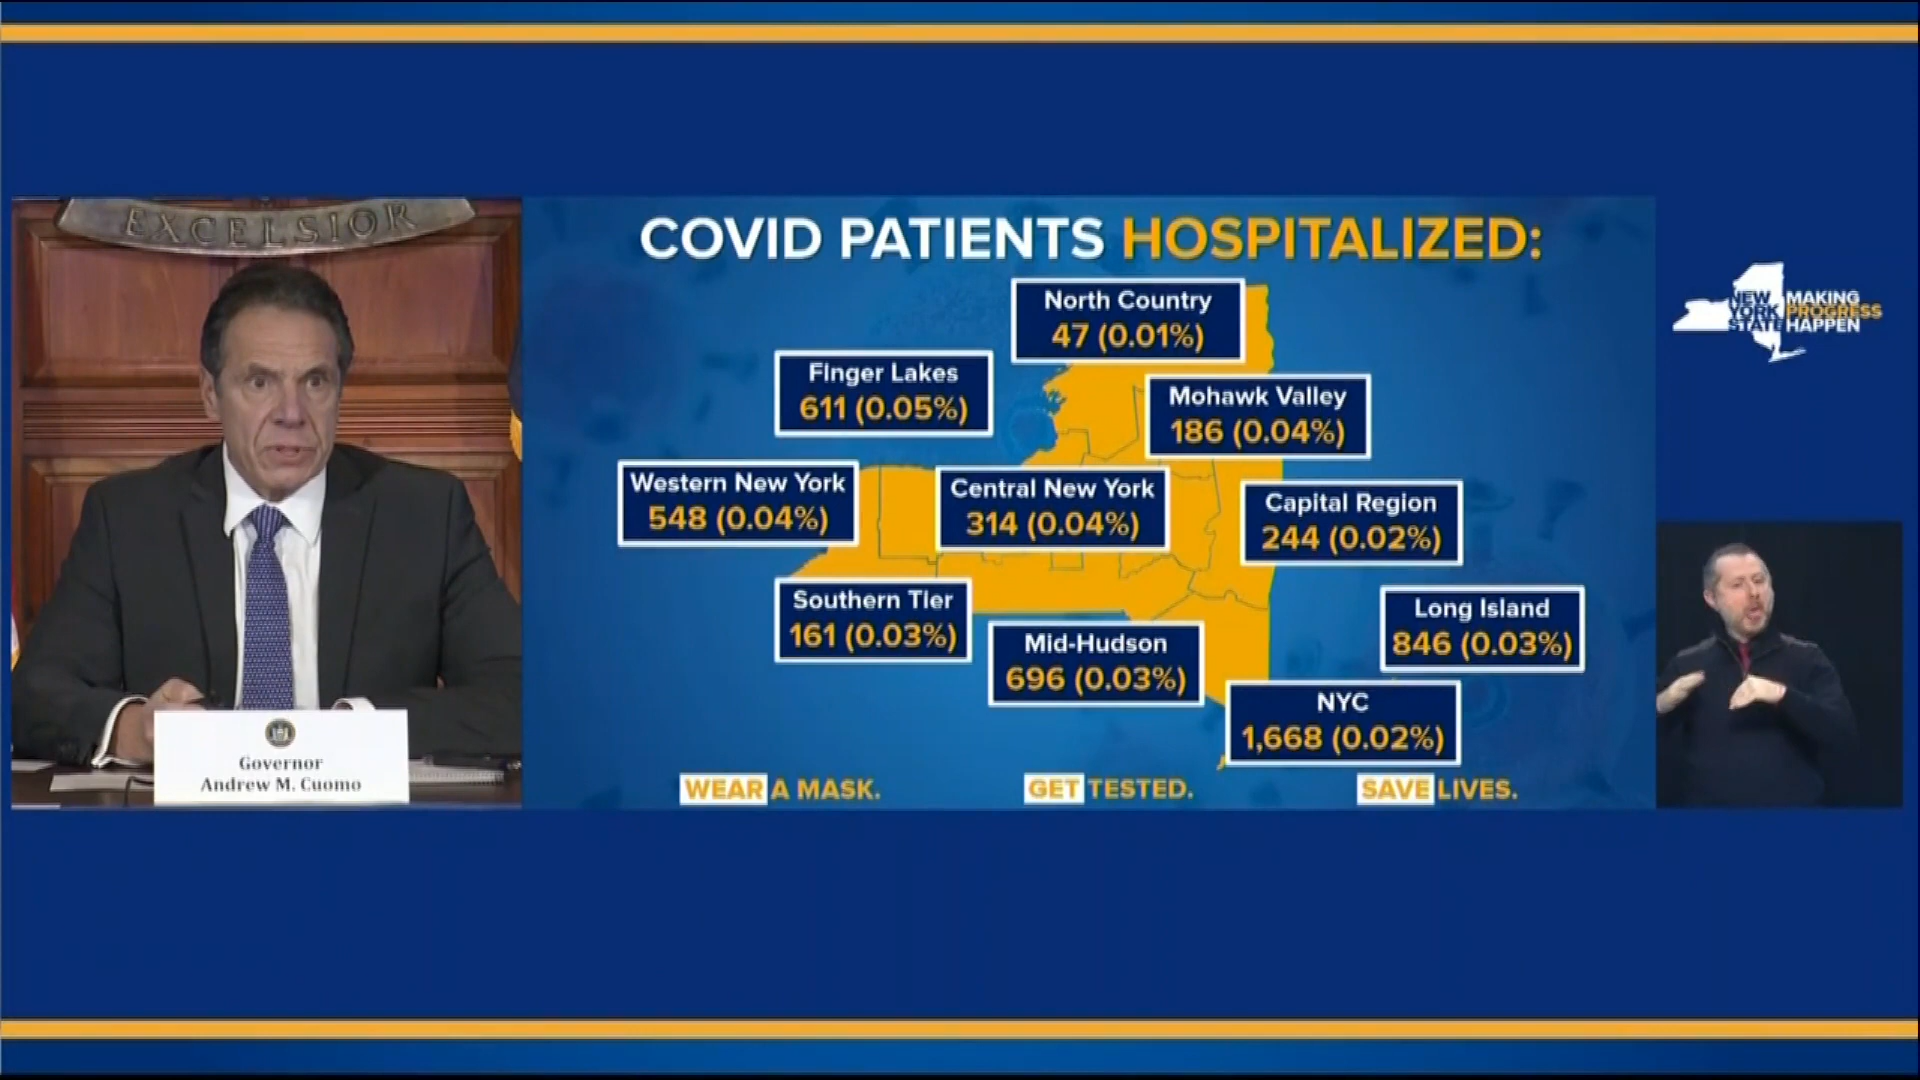 EXCELSIOR
Governor
Andrew M. Cuomo
COVID PATIENTS HOSPITALIZED:
North Country
47 (0.01%)
Finger Lakes
611 (0.05%)
Mohawk Valley
186 (0.04%)
Western New York
548 (0.04%)
Central New York
314 (0.04%)
Capital Region
244 (0.02%)
Southern Tier
161 (0.03%)
Mid-Hudson
696 (0.03%)
Long Island
846 (0.03%)
NYC
1,668 (0.02%)
WEAR A MASK.
GET TESTED.
SAVE LIVES.
NEW YORK STATE
MAKING
PROGRESS
HAPPEN